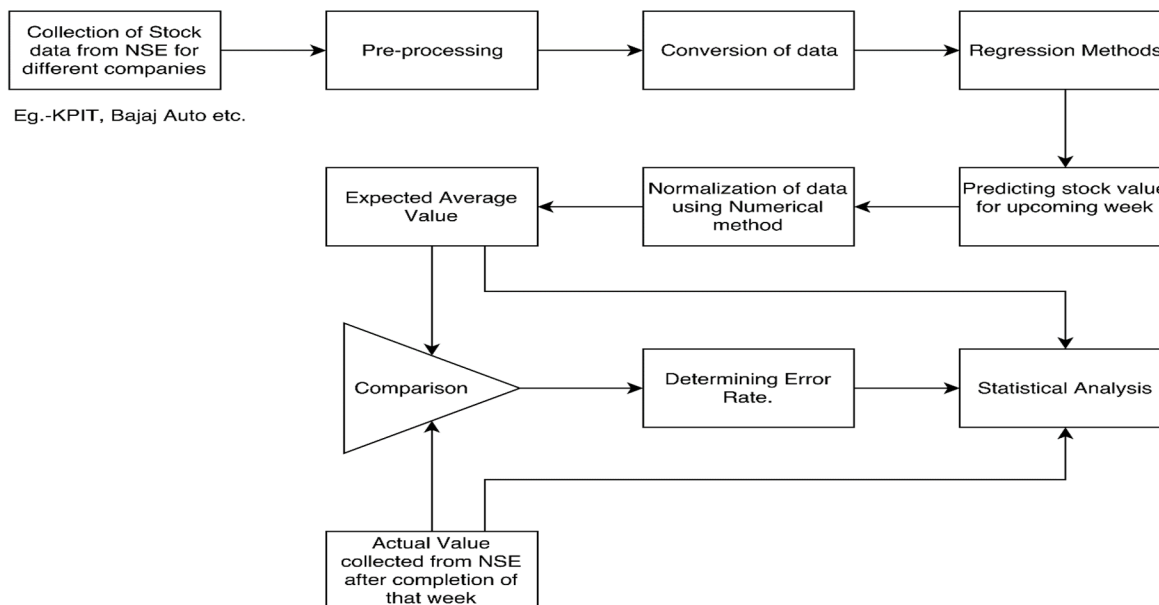 Collection of Stock
data from NSE for
different companies
Pre-processing
Conversion of data
Regression Methods
Eg.-KPIT, Bajaj Auto etc.
Expected Average
Value
Normalization of data
using Numerical
method
Predicting stock value
for upcoming week
Comparison
Determining Error
Rate.
Statistical Analysis
Actual Value
collected from NSE
after completion of
that week